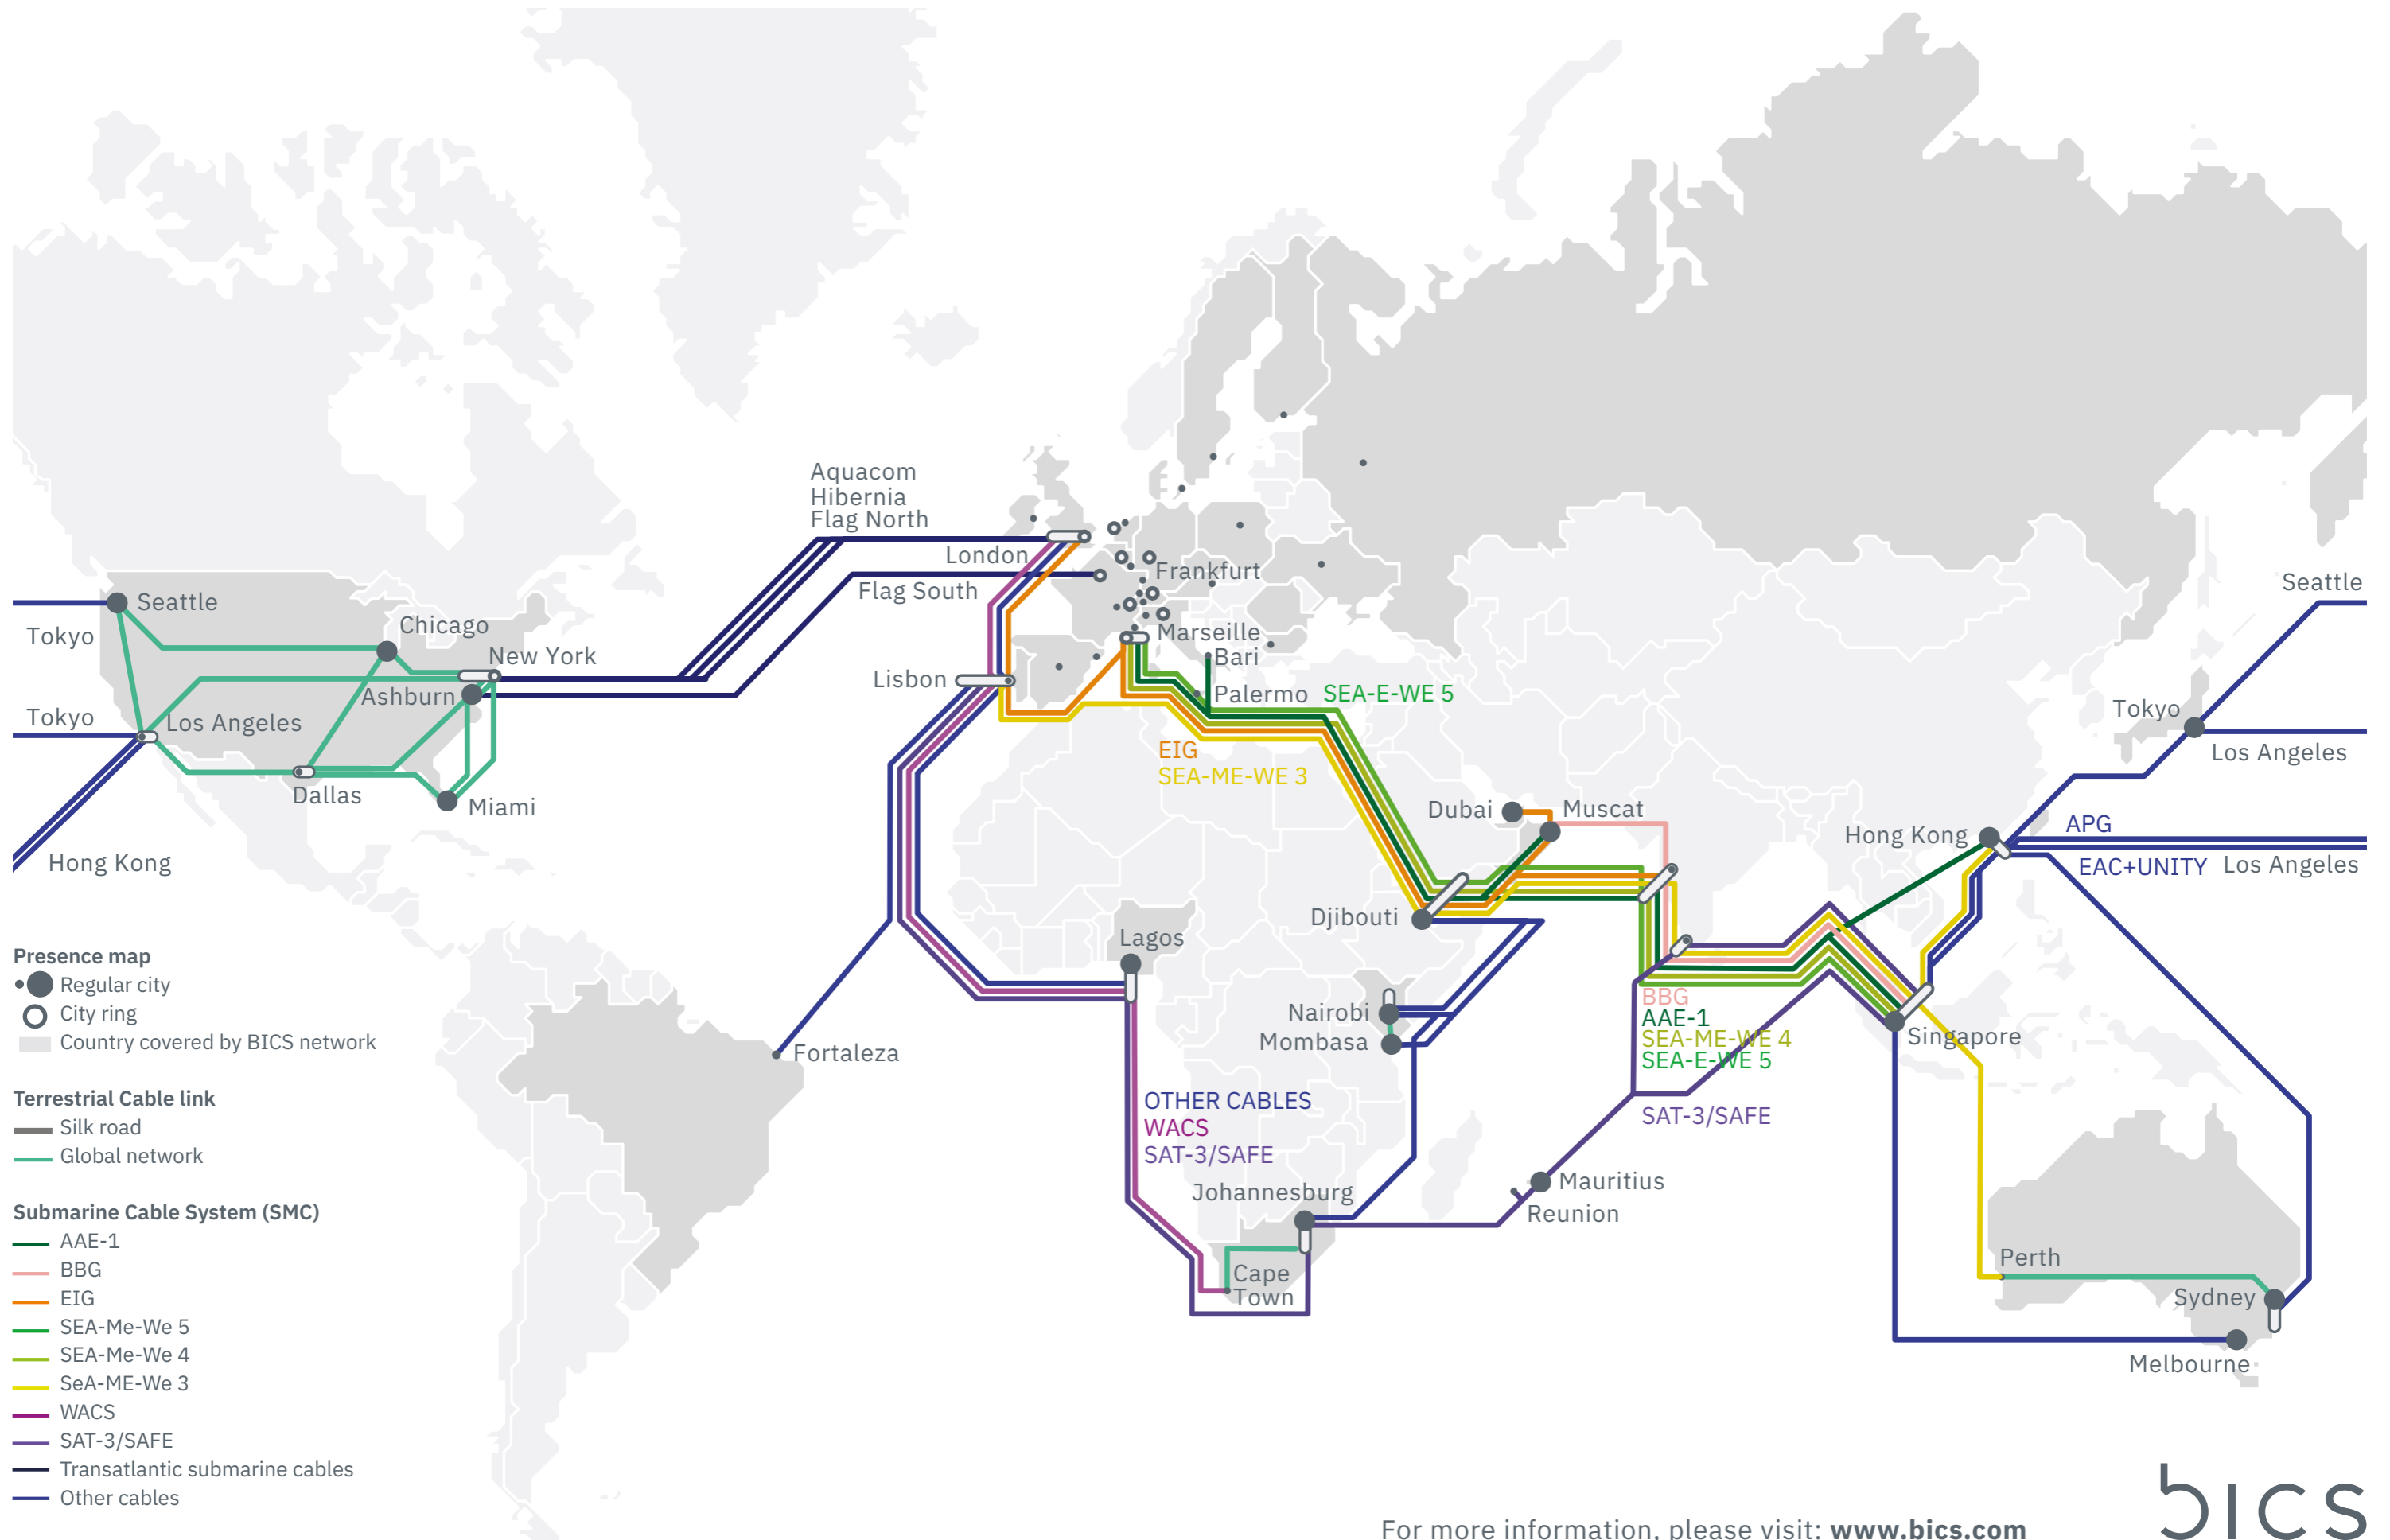 Aquacom
Hibernia
Flag North
London
Flag South
Frankfurt
Marseille
Bari
Palermo
SEA-E-WE 5
Lisbon
EIG
SEA-ME-WE 3
Seattle
Tokyo
Chicago
New York
Ashburn
Tokyo
Los Angeles
Dallas
Miami
Hong Kong
Seattle
Tokyo
Los Angeles
Dubai
Muscat
Hong Kong
APG
EAC+UNITY
Los Angeles
Djibouti
Lagos
Nairobi
Mombasa
Fortaleza
BBG
AAE-1
SEA-ME-WE 4
SEA-E-WE 5
Singapore
SAT-3/SAFE
OTHER CABLES
WACS
SAT-3/SAFE
Johannesburg
Mauritius
Reunion
Cape
Town
Perth
Sydney
Melbourne
Presence map
Regular city
City ring
Country covered by BICS network
Terrestrial Cable link
Silk road
Global network
Submarine Cable System (SMC)
AAE-1
BBG
EIG
SEA-Me-We 5
SEA-Me-We 4
SeA-ME-We 3
WACS
SAT-3/SAFE
Transatlantic submarine cables
Other cables
For more information, please visit: www.bics.com
bics